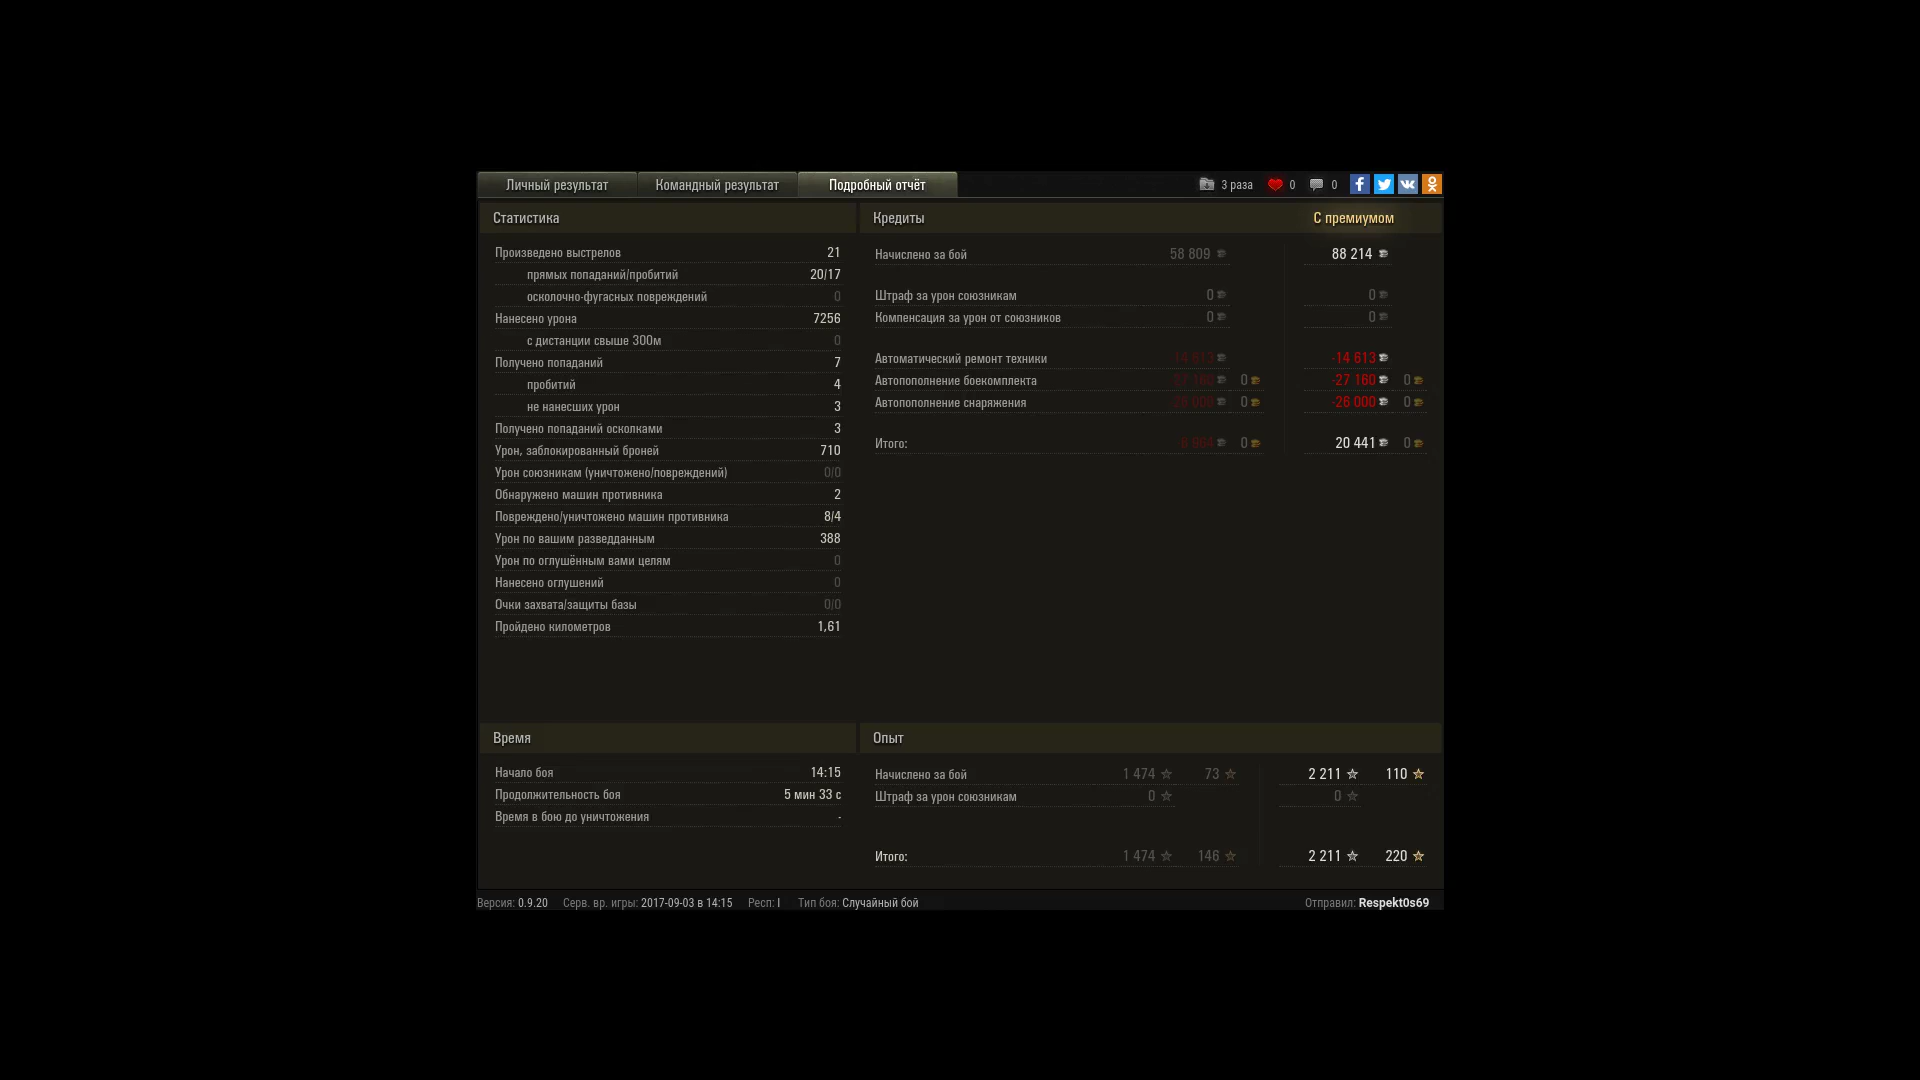 Личный результат Командный результат Подробный отчёт 3 раза 0 0
Статистика
Произведено выстрелов 21
прямых попаданий/пробитий 20/17
осколочно-фугасных повреждений 0
Нанесено урона 7256
с дистанции свыше 300м 0
Получено попаданий 7
пробитий 4
не нанесших урон 3
Получено попаданий осколками 3
Урон, заблокированный броней 710
Урон союзникам (уничтожено/повреждений) 0/0
Обнаружено машин противника 2
Повреждено/уничтожено машин противника 8/4
Урон по вашим разведданным 388
Урон по оглушённым вами целям 0
Нанесено оглушений 0
Очки захвата/защиты базы 0/0
Пройдено километров 1,61
Кредиты С премиумом
Начислено за бой 58 809 88 214
Штраф за урон союзникам 0 0
Компенсация за урон от союзников 0 0
Автоматический ремонт техники -14 613 -14 613
Автопополнение боекомплекта -27 160 0 -27 160 0
Автопополнение снаряжения -26 000 0 -26 000 0
Итого: 0 20 441 0
Время
Начало боя 14:15
Продолжительность боя 5 мин 33 с
Время в бою до уничтожения -
Опыт
Начислено за бой 1 474 73 2 211 110
Штраф за урон союзникам 0 0
Итого: 1 474 146 2 211 220
Версия: 0.9.20 Серв. вр. игры: 2017-09-03 в 14:15 Респ: I Тип боя: Случайный бой Отправил: Respekt0s69